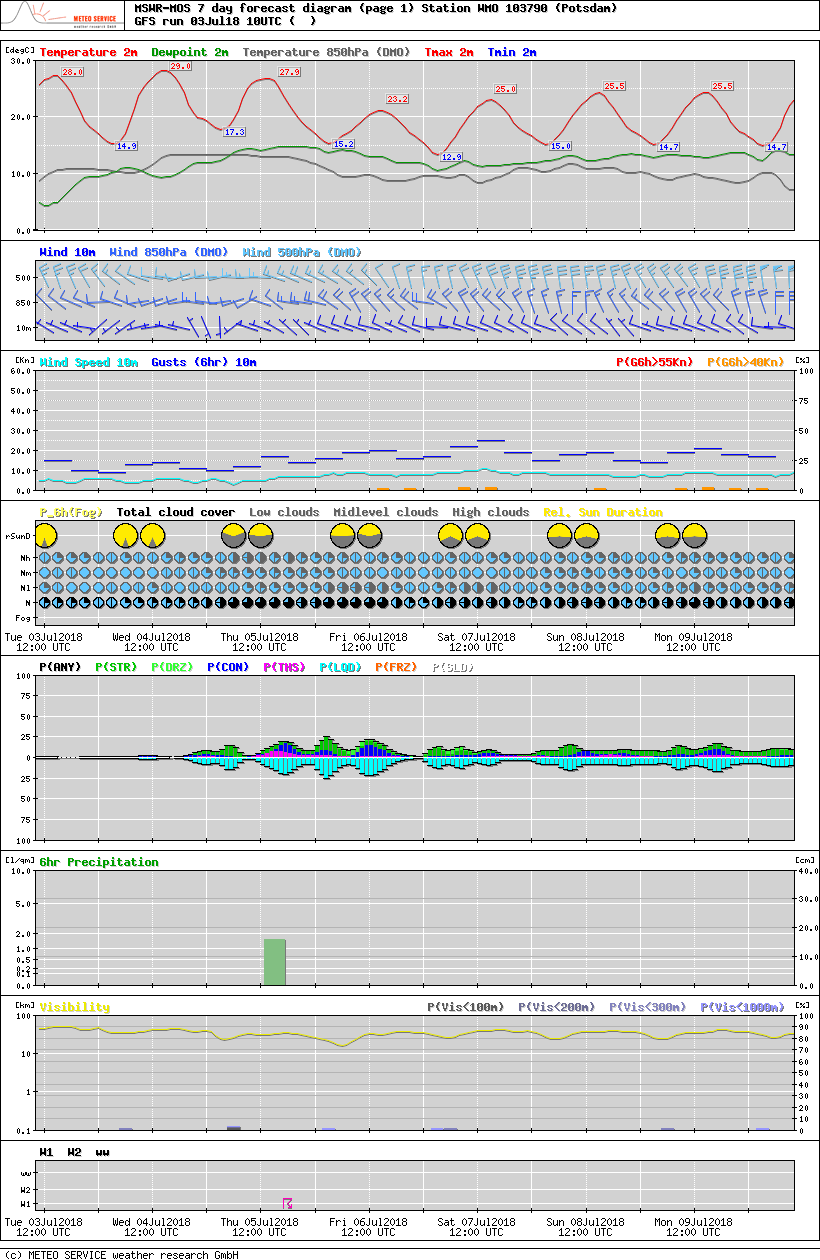 METEO SERVICE
weather research GmbH
MSWR-MOS 7 day forecast diagram (page 1) Station WMO 103790 (Potsdam)
GFS run 03Jul18 10UTC ( )
[degC] Temperature 2m Dewpoint 2m Temperature 850hPa (DMO) Tmax 2m Tmin 2m
30.0
28.0 29.0 27.9 23.2 25.0 25.5 25.5
20.0
14.9 17.3 15.2 12.9 15.0 14.7 14.7
10.0
0.0
Wind 10m Wind 850hPa (DMO) Wind 500hPa (DMO)
500
850
10m
[Kn] Wind Speed 10m Gusts (6hr) 10m P(G6h>55Kn) P(G6h>40Kn) [%]
60.0 100
50.0
40.0 75
30.0 50
20.0
10.0 25
0.0 0
P_6h(Fog) Total cloud cover Low clouds Midlevel clouds High clouds Rel. Sun Duration
rSunD
Nh
Nm
Nl
N
Fog
Tue 03Jul2018 Wed 04Jul2018 Thu 05Jul2018 Fri 06Jul2018 Sat 07Jul2018 Sun 08Jul2018 Mon 09Jul2018
12:00 UTC 12:00 UTC 12:00 UTC 12:00 UTC 12:00 UTC 12:00 UTC 12:00 UTC
P(ANY) P(STR) P(DRZ) P(CON) P(THS) P(LQD) P(FRZ) P(SLD)
100
75
50
25
0
25
50
75
100
[l/qm] 6hr Precipitation [cm]
10.0 40.0
30.0
5.0
2.0 20.0
1.0
0.5 10.0
0.2
0.1
0.0 0.0
[km] Visibility P(Vis<100m) P(Vis<200m) P(Vis<300m) P(Vis<1000m) [%]
100 100
90
80
10 70
60
50
1 40
30
20
10
0.1 0
W1 W2 ww
ww
W2
W1
Tue 03Jul2018 Wed 04Jul2018 Thu 05Jul2018 Fri 06Jul2018 Sat 07Jul2018 Sun 08Jul2018 Mon 09Jul2018
12:00 UTC 12:00 UTC 12:00 UTC 12:00 UTC 12:00 UTC 12:00 UTC 12:00 UTC
(c) METEO SERVICE weather research GmbH